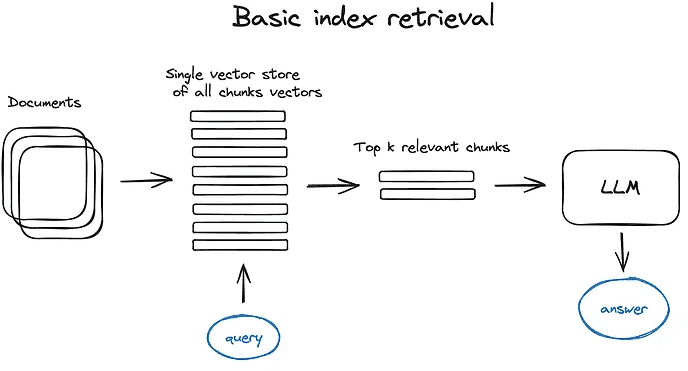 Basic index retrieval
Single vector store
of all chunks vectors
Documents
Top k relevant chunks
LLM
query
answer